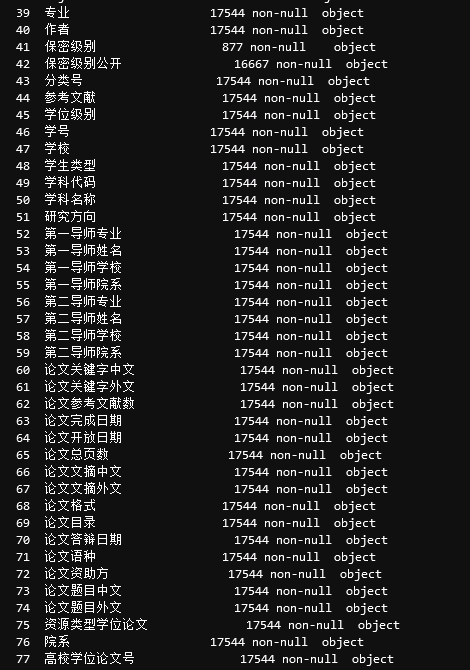 39 专业 17544 non-null object
40 作者 17544 non-null object
41 保密级别 877 non-null object
42 保密级别公开 16667 non-null object
43 分类号 17544 non-null object
44 参考文献 17544 non-null object
45 学位级别 17544 non-null object
46 学号 17544 non-null object
47 学校 17544 non-null object
48 学生类型 17544 non-null object
49 学科代码 17544 non-null object
50 学科名称 17544 non-null object
51 研究方向 17544 non-null object
52 第一导师专业 17544 non-null object
53 第一导师姓名 17544 non-null object
54 第一导师学校 17544 non-null object
55 第一导师院系 17544 non-null object
56 第二导师专业 17544 non-null object
57 第二导师姓名 17544 non-null object
58 第二导师学校 17544 non-null object
59 第二导师院系 17544 non-null object
60 论文关键字中文 17544 non-null object
61 论文关键字外文 17544 non-null object
62 论文参考文献数 17544 non-null object
63 论文完成日期 17544 non-null object
64 论文开放日期 17544 non-null object
65 论文总页数 17544 non-null object
66 论文文摘中文 17544 non-null object
67 论文文摘外文 17544 non-null object
68 论文格式 17544 non-null object
69 论文目录 17544 non-null object
70 论文答辩日期 17544 non-null object
71 论文语种 17544 non-null object
72 论文资助方 17544 non-null object
73 论文题目中文 17544 non-null object
74 论文题目外文 17544 non-null object
75 资源类型学位论文 17544 non-null object
76 院系 17544 non-null object
77 高校学位论文号 17544 non-null object